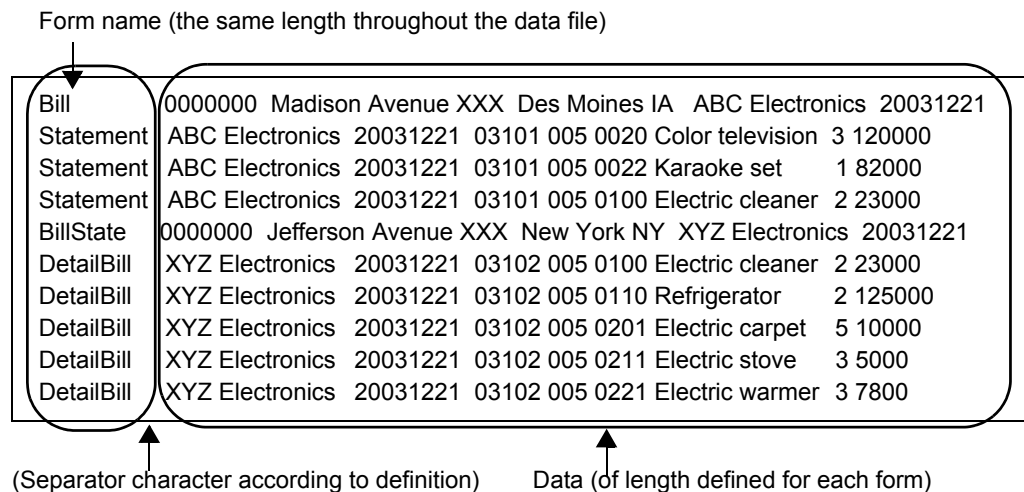 Form name (the same length throughout the data file)
Bill 0000000 Madison Avenue XXX Des Moines IA ABC Electronics 20031221
Statement ABC Electronics 20031221 03101 005 0020 Color television 3 120000
Statement ABC Electronics 20031221 03101 005 0022 Karaoke set 1 82000
Statement ABC Electronics 20031221 03101 005 0100 Electric cleaner 2 23000
BillState 0000000 Jefferson Avenue XXX New York NY XYZ Electronics 20031221
DetailBill XYZ Electronics 20031221 03102 005 0100 Electric cleaner 2 23000
DetailBill XYZ Electronics 20031221 03102 005 0110 Refrigerator 2 125000
DetailBill XYZ Electronics 20031221 03102 005 0201 Electric carpet 5 10000
DetailBill XYZ Electronics 20031221 03102 005 0211 Electric stove 3 5000
DetailBill XYZ Electronics 20031221 03102 005 0221 Electric warmer 3 7800
(Separator character according to definition) Data (of length defined for each form)